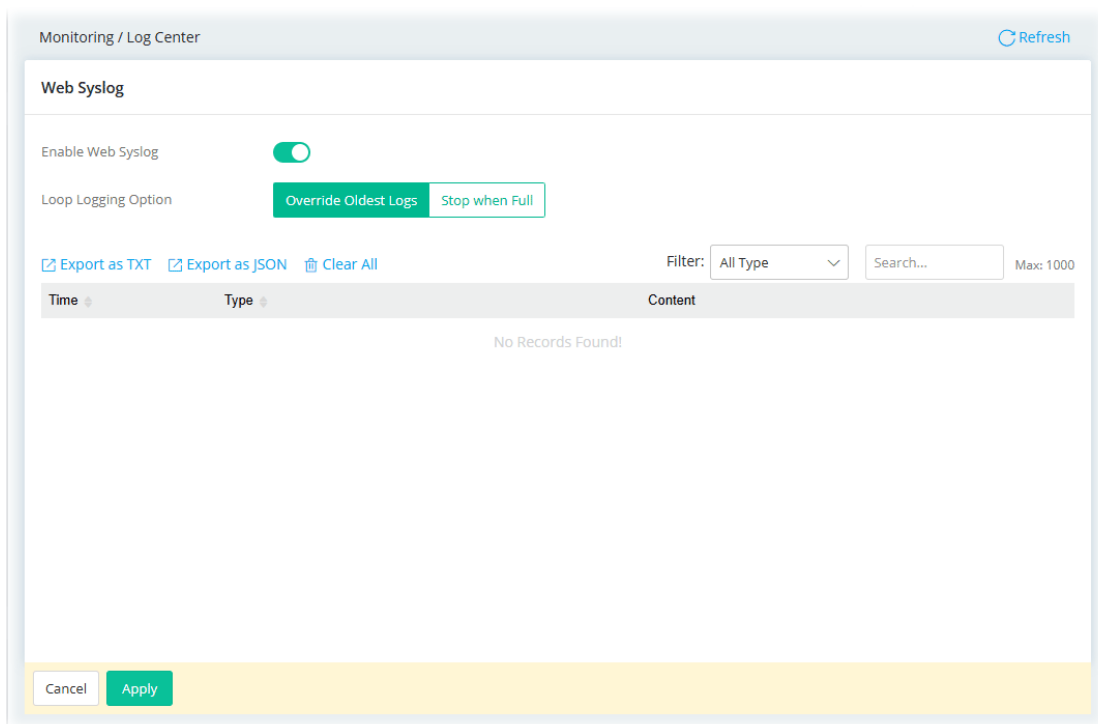 Monitoring / Log Center Refresh
Web Syslog
Enable Web Syslog
Loop Logging Option Override Oldest Logs Stop when Full
Export as TXT Export as JSON Clear All Filter: All Type Search... Max: 1000
Time Type Content
No Records Found!
Cancel Apply